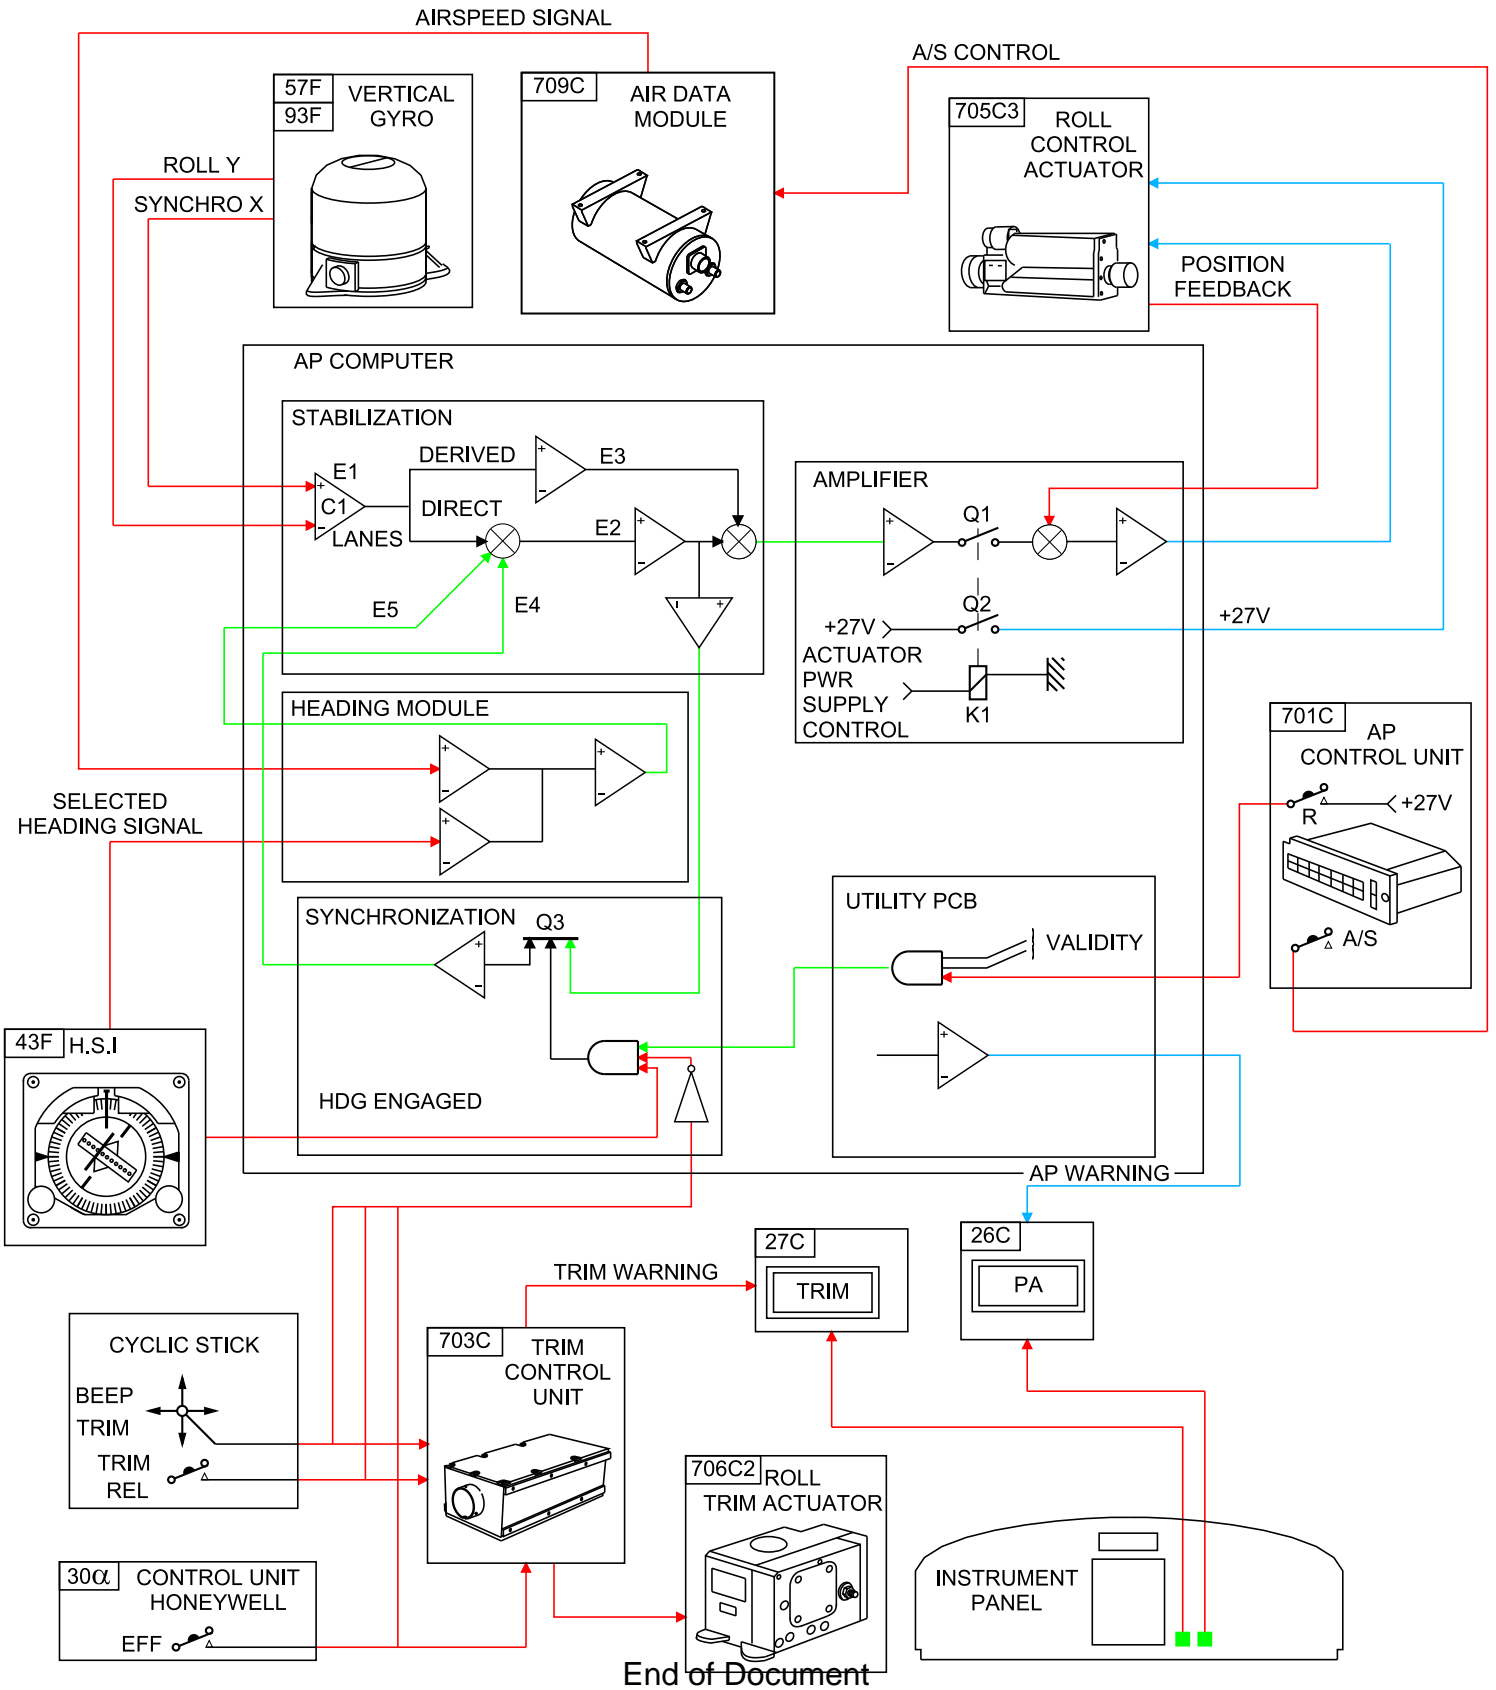 AIRSPEED SIGNAL
A/S CONTROL
57F
93F
VERTICAL
GYRO
709C
AIR DATA
MODULE
705C3
ROLL
CONTROL
ACTUATOR
ROLL Y
SYNCHRO X
POSITION
FEEDBACK
AP COMPUTER
STABILIZATION
DERIVED
E3
E1
C1
DIRECT
LANES
E2
E5
E4
AMPLIFIER
Q1
Q2
+27V
+27V
ACTUATOR
PWR
SUPPLY
CONTROL
K1
HEADING MODULE
SELECTED
HEADING SIGNAL
701C
AP
CONTROL UNIT
+27V
R
A/S
SYNCHRONIZATION
Q3
HDG ENGAGED
UTILITY PCB
VALIDITY
43F
H.S.I
AP WARNING
27C
TRIM
26C
PA
TRIM WARNING
CYCLIC STICK
BEEP
TRIM
TRIM
REL
703C
TRIM
CONTROL
UNIT
706C2
ROLL
TRIM ACTUATOR
30α
CONTROL UNIT
HONEYWELL
EFF
INSTRUMENT
PANEL
End of Document